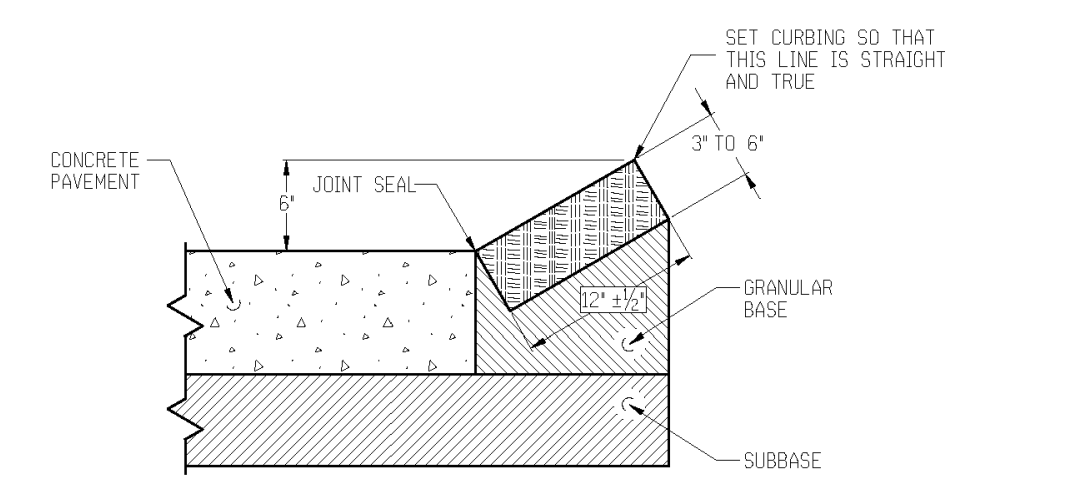 SET CURBING SO THAT
THIS LINE IS STRAIGHT
AND TRUE
3" TO 6"
CONCRETE
PAVEMENT
JOINT SEAL
6"
12" ±½"
GRANULAR
BASE
SUBBASE